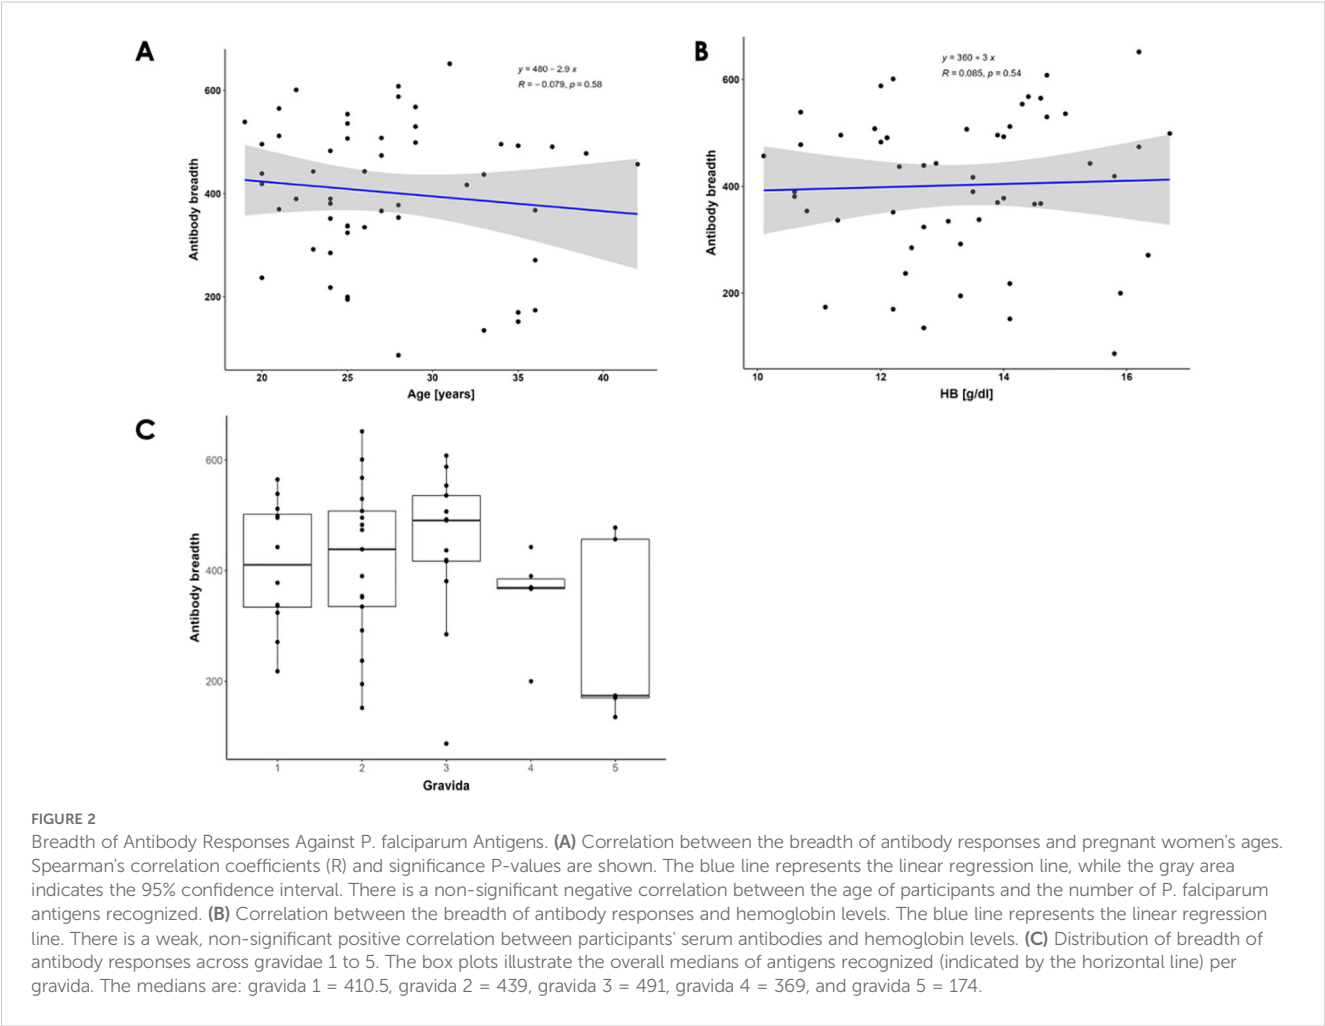 A
y = 480 − 2.9 x
R = − 0.079, p = 0.58
600
400
200
Antibody breadth
20 25 30 35 40
Age [years]
B
y = 360 + 3 x
R = 0.085, p = 0.54
600
400
200
Antibody breadth
10 12 14 16
HB [g/dl]
C
600
400
200
Antibody breadth
1 2 3 4 5
Gravida
FIGURE 2
Breadth of Antibody Responses Against P. falciparum Antigens. (A) Correlation between the breadth of antibody responses and pregnant women's ages.
Spearman's correlation coefficients (R) and significance P-values are shown. The blue line represents the linear regression line, while the gray area
indicates the 95% confidence interval. There is a non-significant negative correlation between the age of participants and the number of P. falciparum
antigens recognized. (B) Correlation between the breadth of antibody responses and hemoglobin levels. The blue line represents the linear regression
line. There is a weak, non-significant positive correlation between participants' serum antibodies and hemoglobin levels. (C) Distribution of breadth of
antibody responses across gravidae 1 to 5. The box plots illustrate the overall medians of antigens recognized (indicated by the horizontal line) per
gravida. The medians are: gravida 1 = 410.5, gravida 2 = 439, gravida 3 = 491, gravida 4 = 369, and gravida 5 = 174.